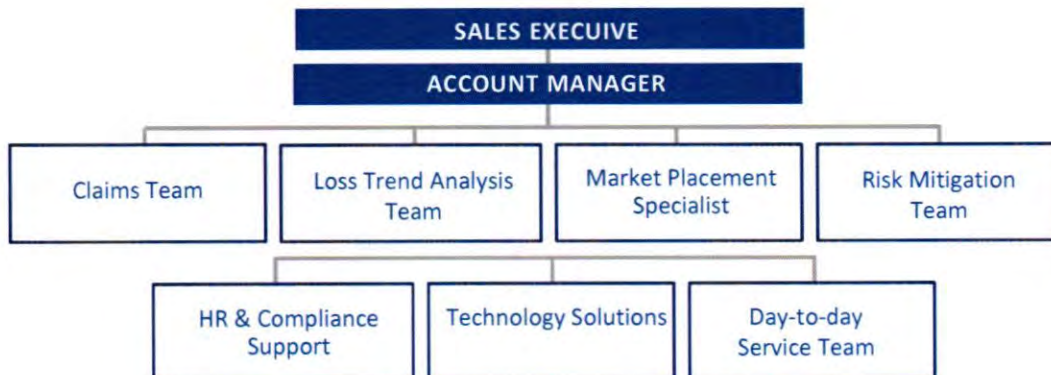 SALES EXECUIVE
ACCOUNT MANAGER
Claims Team
Loss Trend Analysis
Team
Market Placement
Specialist
Risk Mitigation
Team
HR & Compliance
Support
Technology Solutions
Day-to-day
Service Team